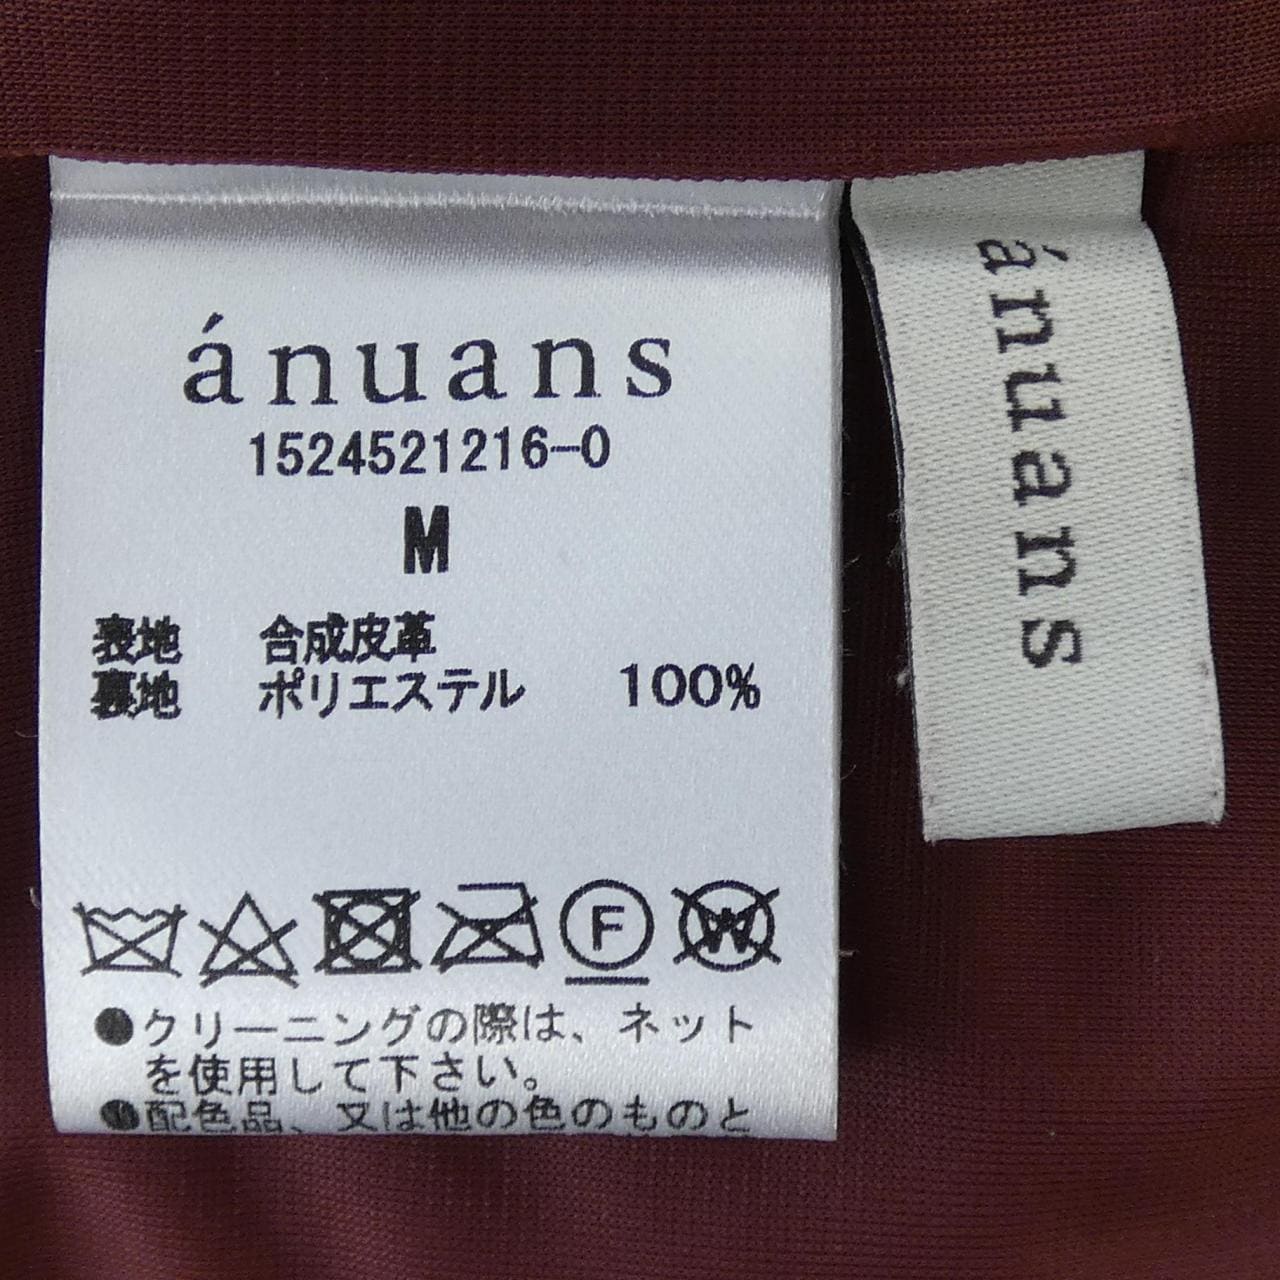 ánuans
1524521216-0
M
表地 合成皮革
裏地 ポリエステル 100%
F
W
●クリーニングの際は、ネット
を使用して下さい。
●配色品、又は他の色のものと
ánuans